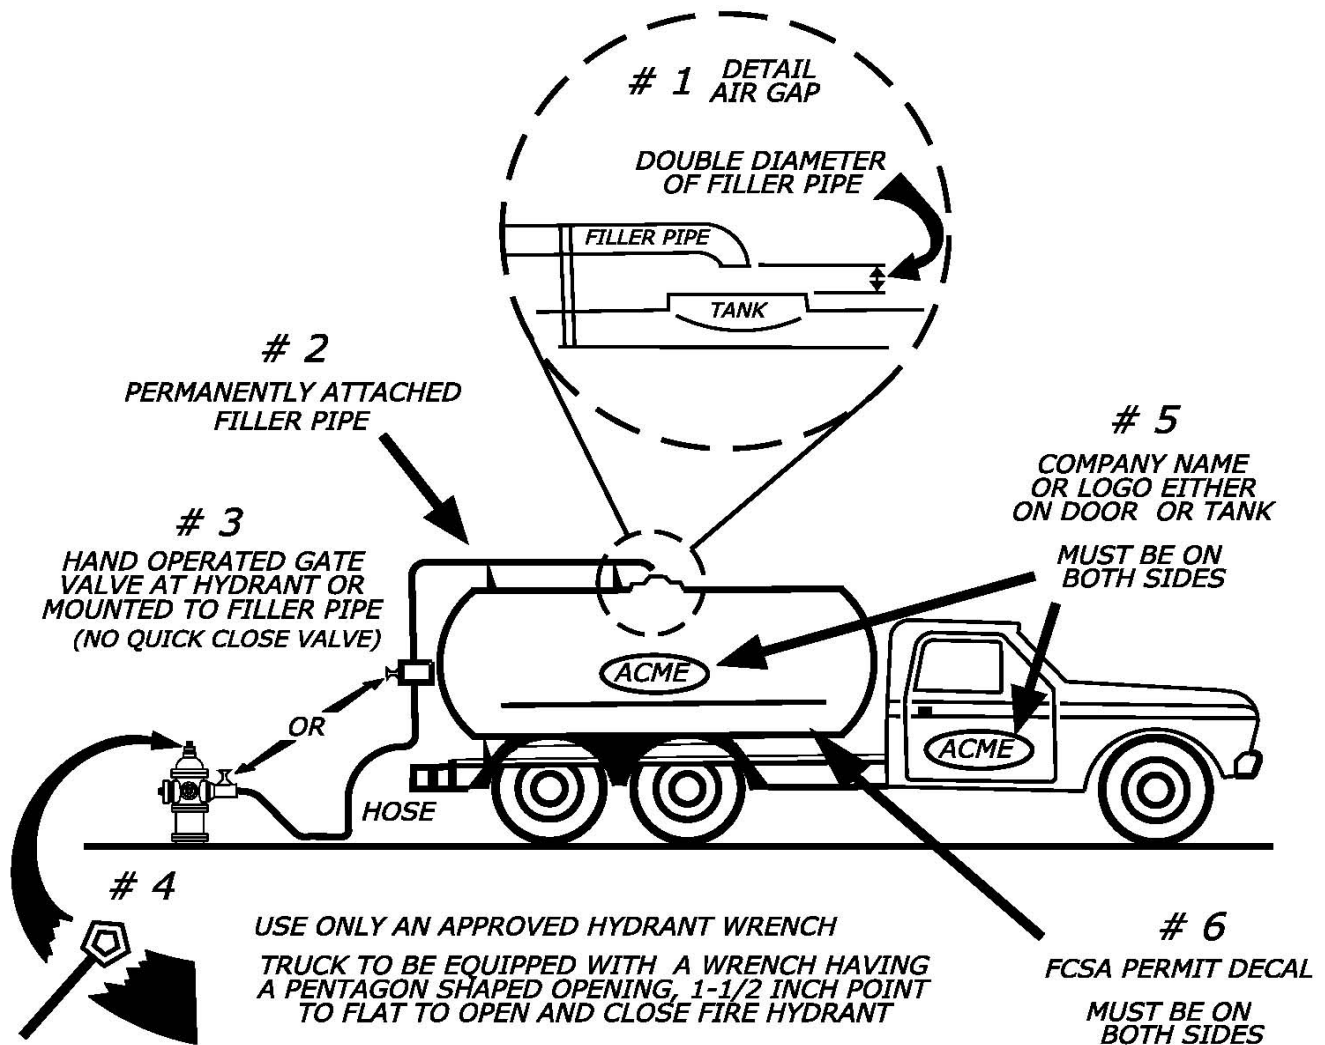 # 1 DETAIL
AIR GAP
DOUBLE DIAMETER
OF FILLER PIPE
FILLER PIPE
TANK
# 2
PERMANENTLY ATTACHED
FILLER PIPE
# 3
HAND OPERATED GATE
VALVE AT HYDRANT OR
MOUNTED TO FILLER PIPE
(NO QUICK CLOSE VALVE)
OR
HOSE
# 5
COMPANY NAME
OR LOGO EITHER
ON DOOR OR TANK
MUST BE ON
BOTH SIDES
ACME
ACME
# 4
USE ONLY AN APPROVED HYDRANT WRENCH
TRUCK TO BE EQUIPPED WITH A WRENCH HAVING
A PENTAGON SHAPED OPENING, 1-1/2 INCH POINT
TO FLAT TO OPEN AND CLOSE FIRE HYDRANT
# 6
FCSA PERMIT DECAL
MUST BE ON
BOTH SIDES